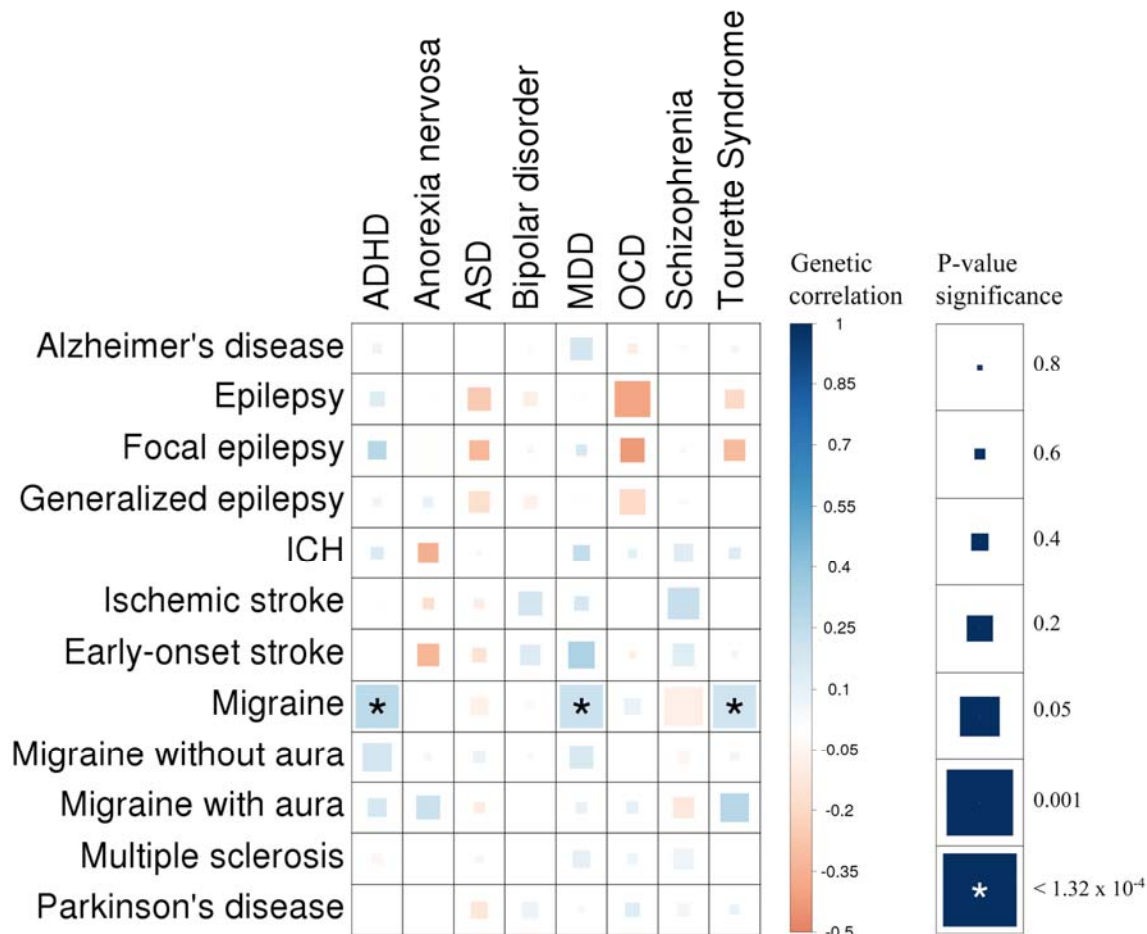 ADHD
Anorexia nervosa
ASD
Bipolar disorder
MDD
OCD
Schizophrenia
Tourette Syndrome
Genetic
correlation
P-value
significance
Alzheimer's disease
Epilepsy
Focal epilepsy
Generalized epilepsy
ICH
Ischemic stroke
Early-onset stroke
Migraine
* * *
Migraine without aura
Migraine with aura
Multiple sclerosis
Parkinson's disease
1
0.85
0.7
0.55
0.4
0.25
0.1
-0.05
-0.2
-0.35
-0.5
0.8
0.6
0.4
0.2
0.05
0.001
* < 1.32 x 10⁻⁴